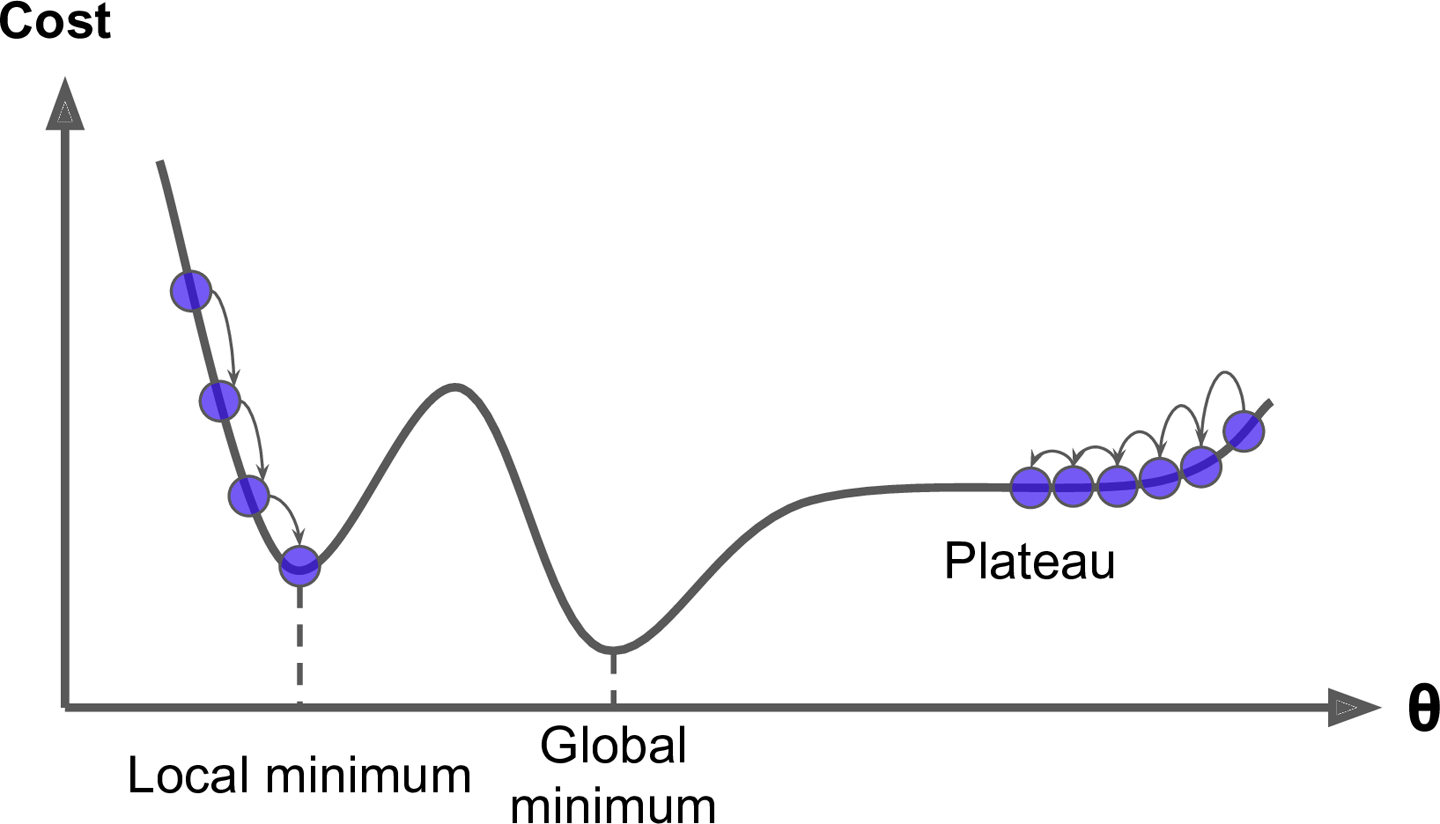 Cost
Plateau
θ
Local minimum
Global
minimum